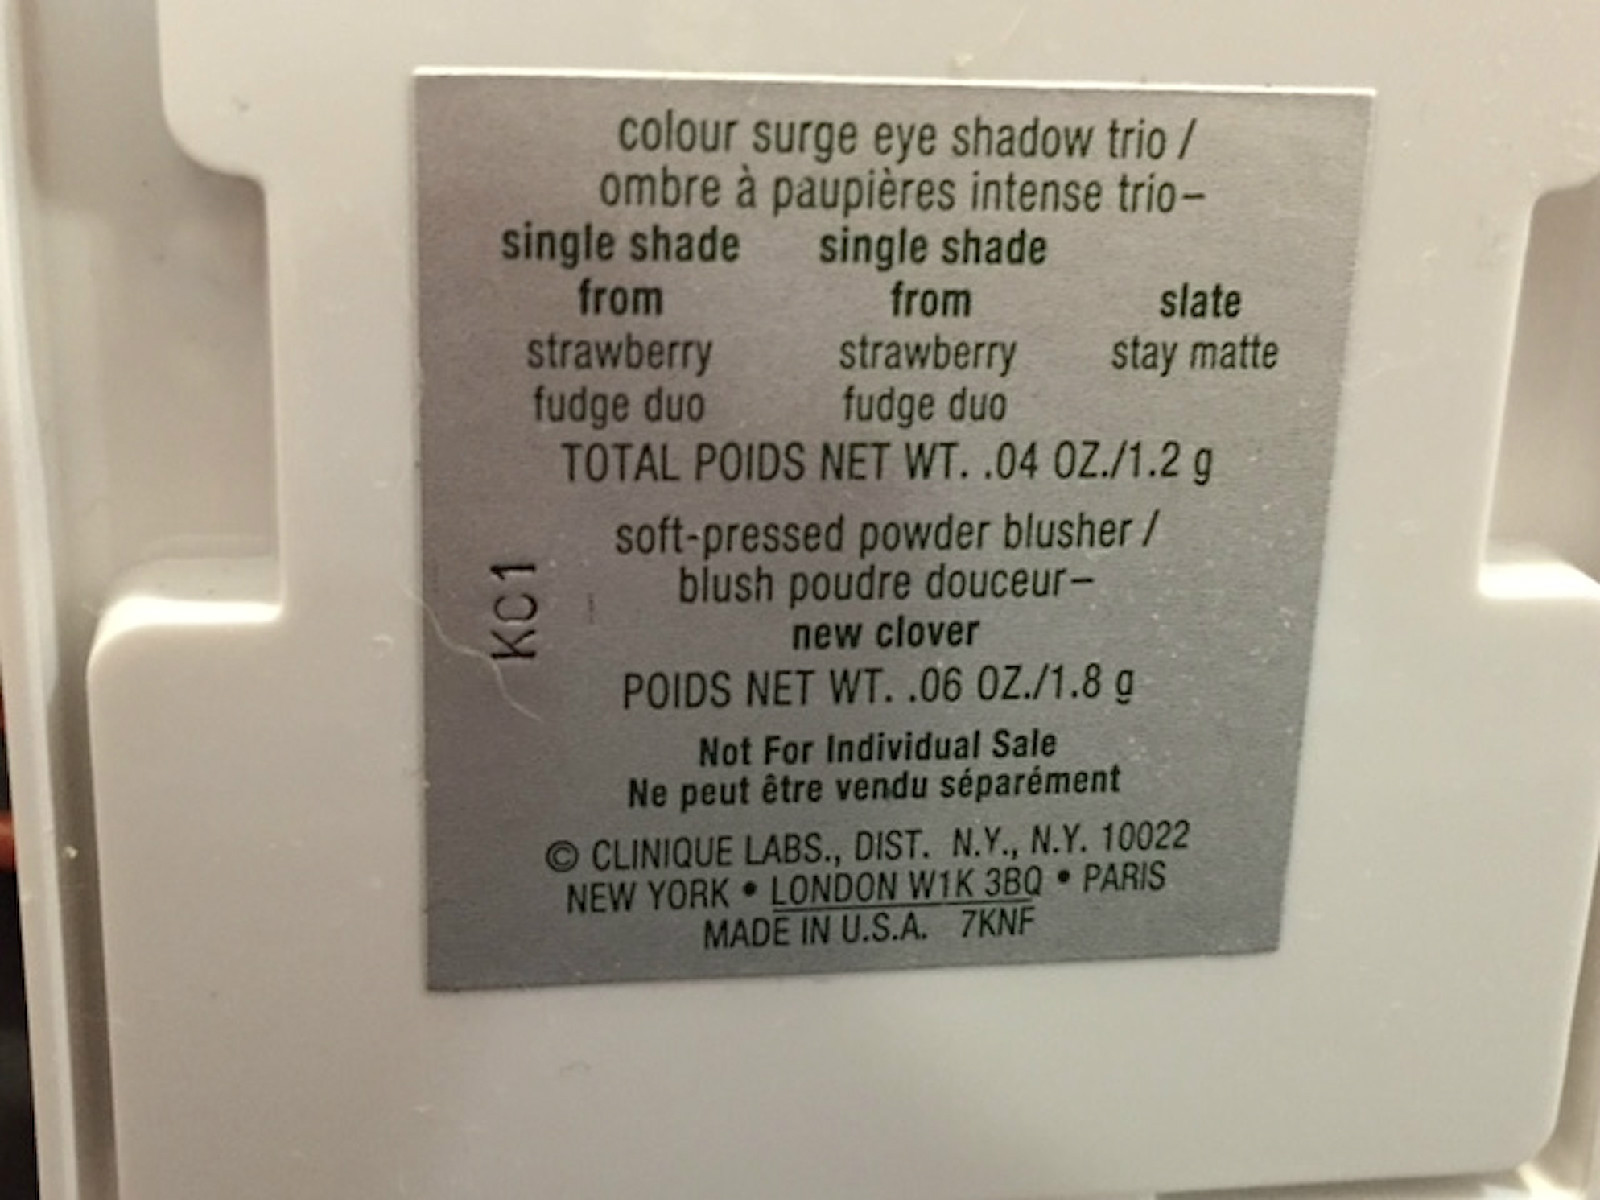 colour surge eye shadow trio /
ombre à paupières intense trio–
single shade single shade
from from slate
strawberry strawberry stay matte
fudge duo fudge duo
TOTAL POIDS NET WT. .04 OZ./1.2 g
soft-pressed powder blusher /
blush poudre douceur–
new clover
POIDS NET WT. .06 OZ./1.8 g
KC1
Not For Individual Sale
Ne peut être vendu séparément
© CLINIQUE LABS., DIST. N.Y., N.Y. 10022
NEW YORK • LONDON W1K 3BQ • PARIS
MADE IN U.S.A. 7KNF